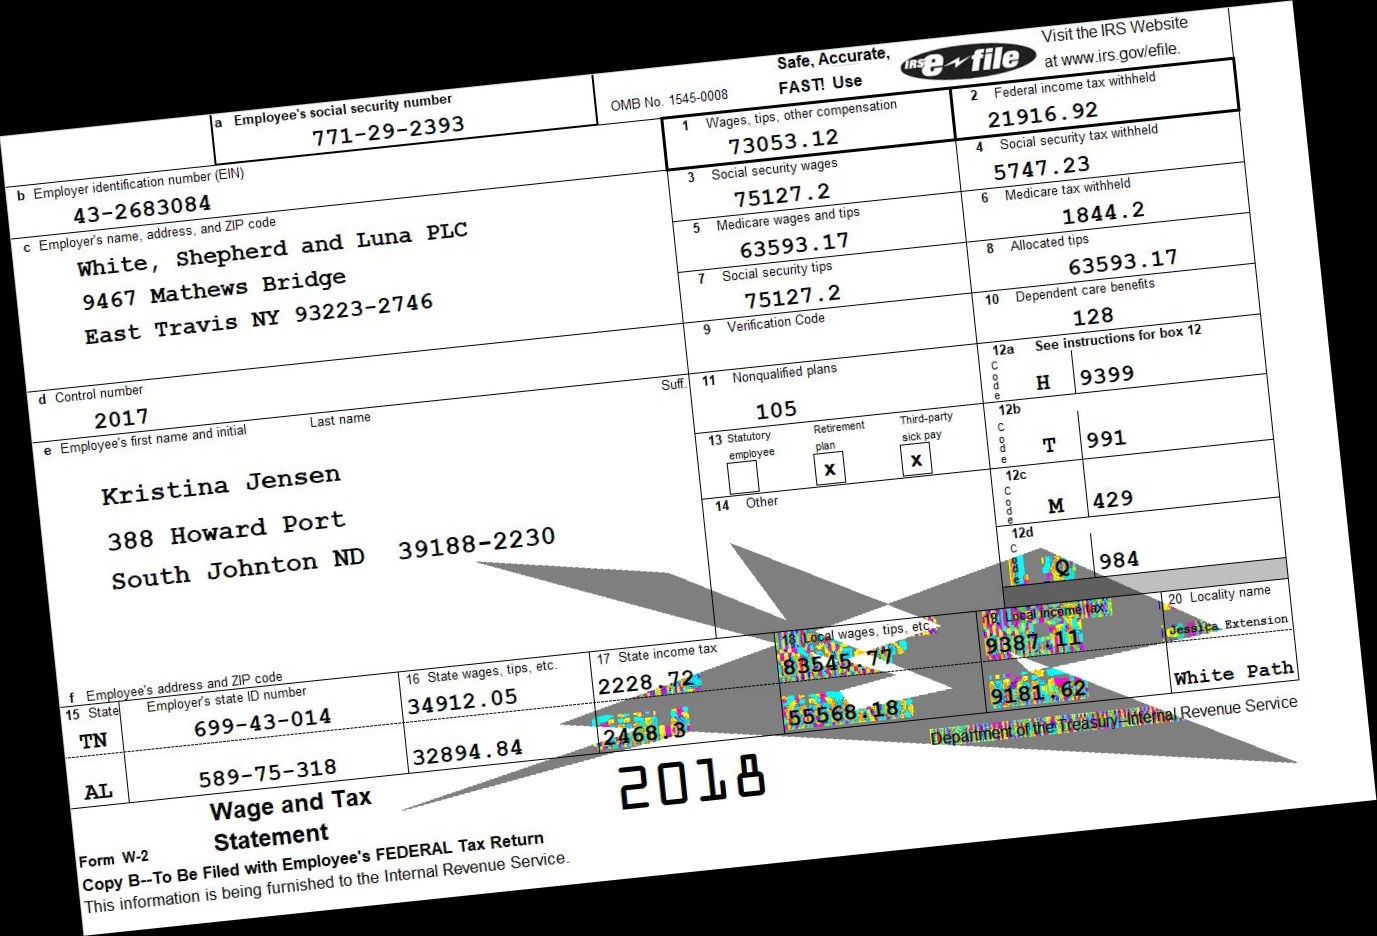 a Employee's social security number
771-29-2393
OMB No. 1545-0008
Safe, Accurate,
FAST! Use
IRS e-file
Visit the IRS Website
at www.irs.gov/efile.
b Employer identification number (EIN)
43-2683084
1 Wages, tips, other compensation
73053.12
2 Federal income tax withheld
21916.92
c Employer's name, address, and ZIP code
White, Shepherd and Luna PLC
9467 Mathews Bridge
East Travis NY 93223-2746
3 Social security wages
75127.2
4 Social security tax withheld
5747.23
5 Medicare wages and tips
63593.17
6 Medicare tax withheld
1844.2
7 Social security tips
75127.2
8 Allocated tips
63593.17
d Control number
2017
9 Verification Code
10 Dependent care benefits
128
e Employee's first name and initial
Last name
Suff.
Kristina Jensen
388 Howard Port
South Johnton ND 39188-2230
11 Nonqualified plans
105
12a See instructions for box 12
Code H 9399
13 Statutory employee
Retirement plan
x
Third-party sick pay
x
12b
Code T 991
14 Other
12c
Code M 429
12d
Code Q 984
f Employee's address and ZIP code
15 State
Employer's state ID number
16 State wages, tips, etc.
17 State income tax
18 Local wages, tips, etc
19 Local income tax
20 Locality name
TN 699-43-014 34912.05 2228.72 83545.77 9387.11 Jessica Extension
AL 589-75-318 32894.84 2468.3 55568.18 9181.62 White Path
Form W-2
Wage and Tax
Statement
2018
Department of the Treasury--Internal Revenue Service
Copy B--To Be Filed with Employee's FEDERAL Tax Return
This information is being furnished to the Internal Revenue Service.